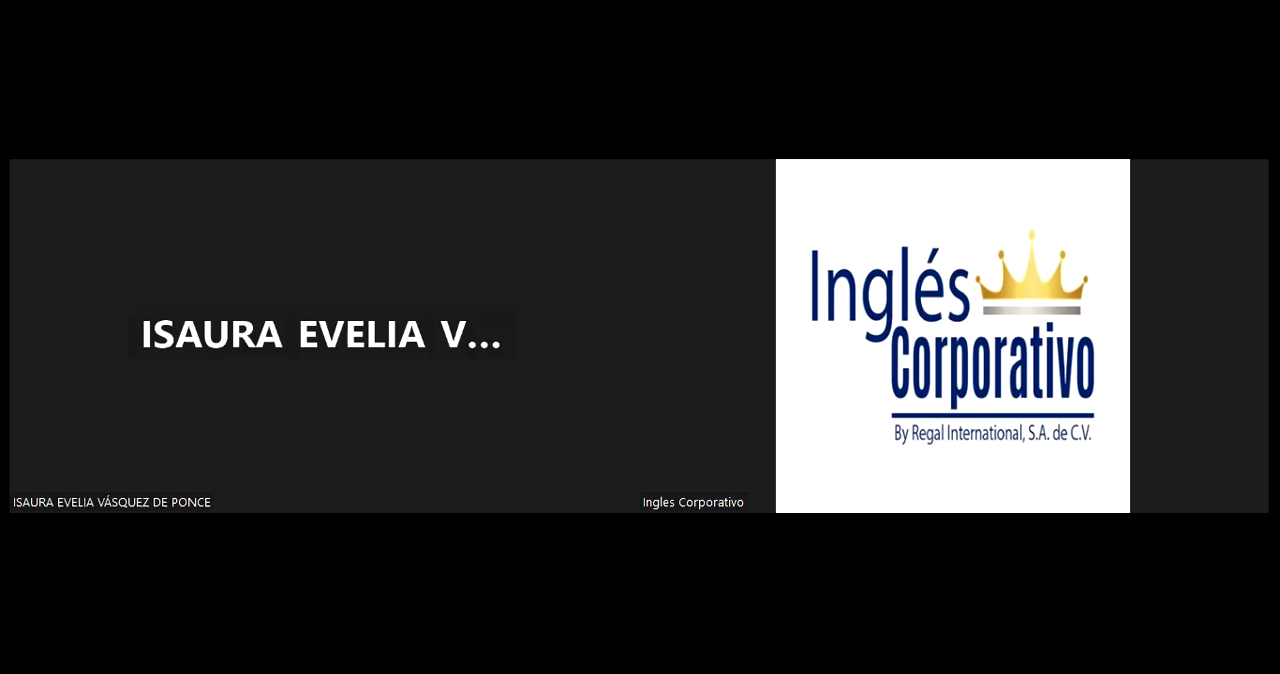 ISAURA EVELIA V...
Inglés
Corporativo
By Regal International, S.A. de C.V.
ISAURA EVELIA VÁSQUEZ DE PONCE
Ingles Corporativo